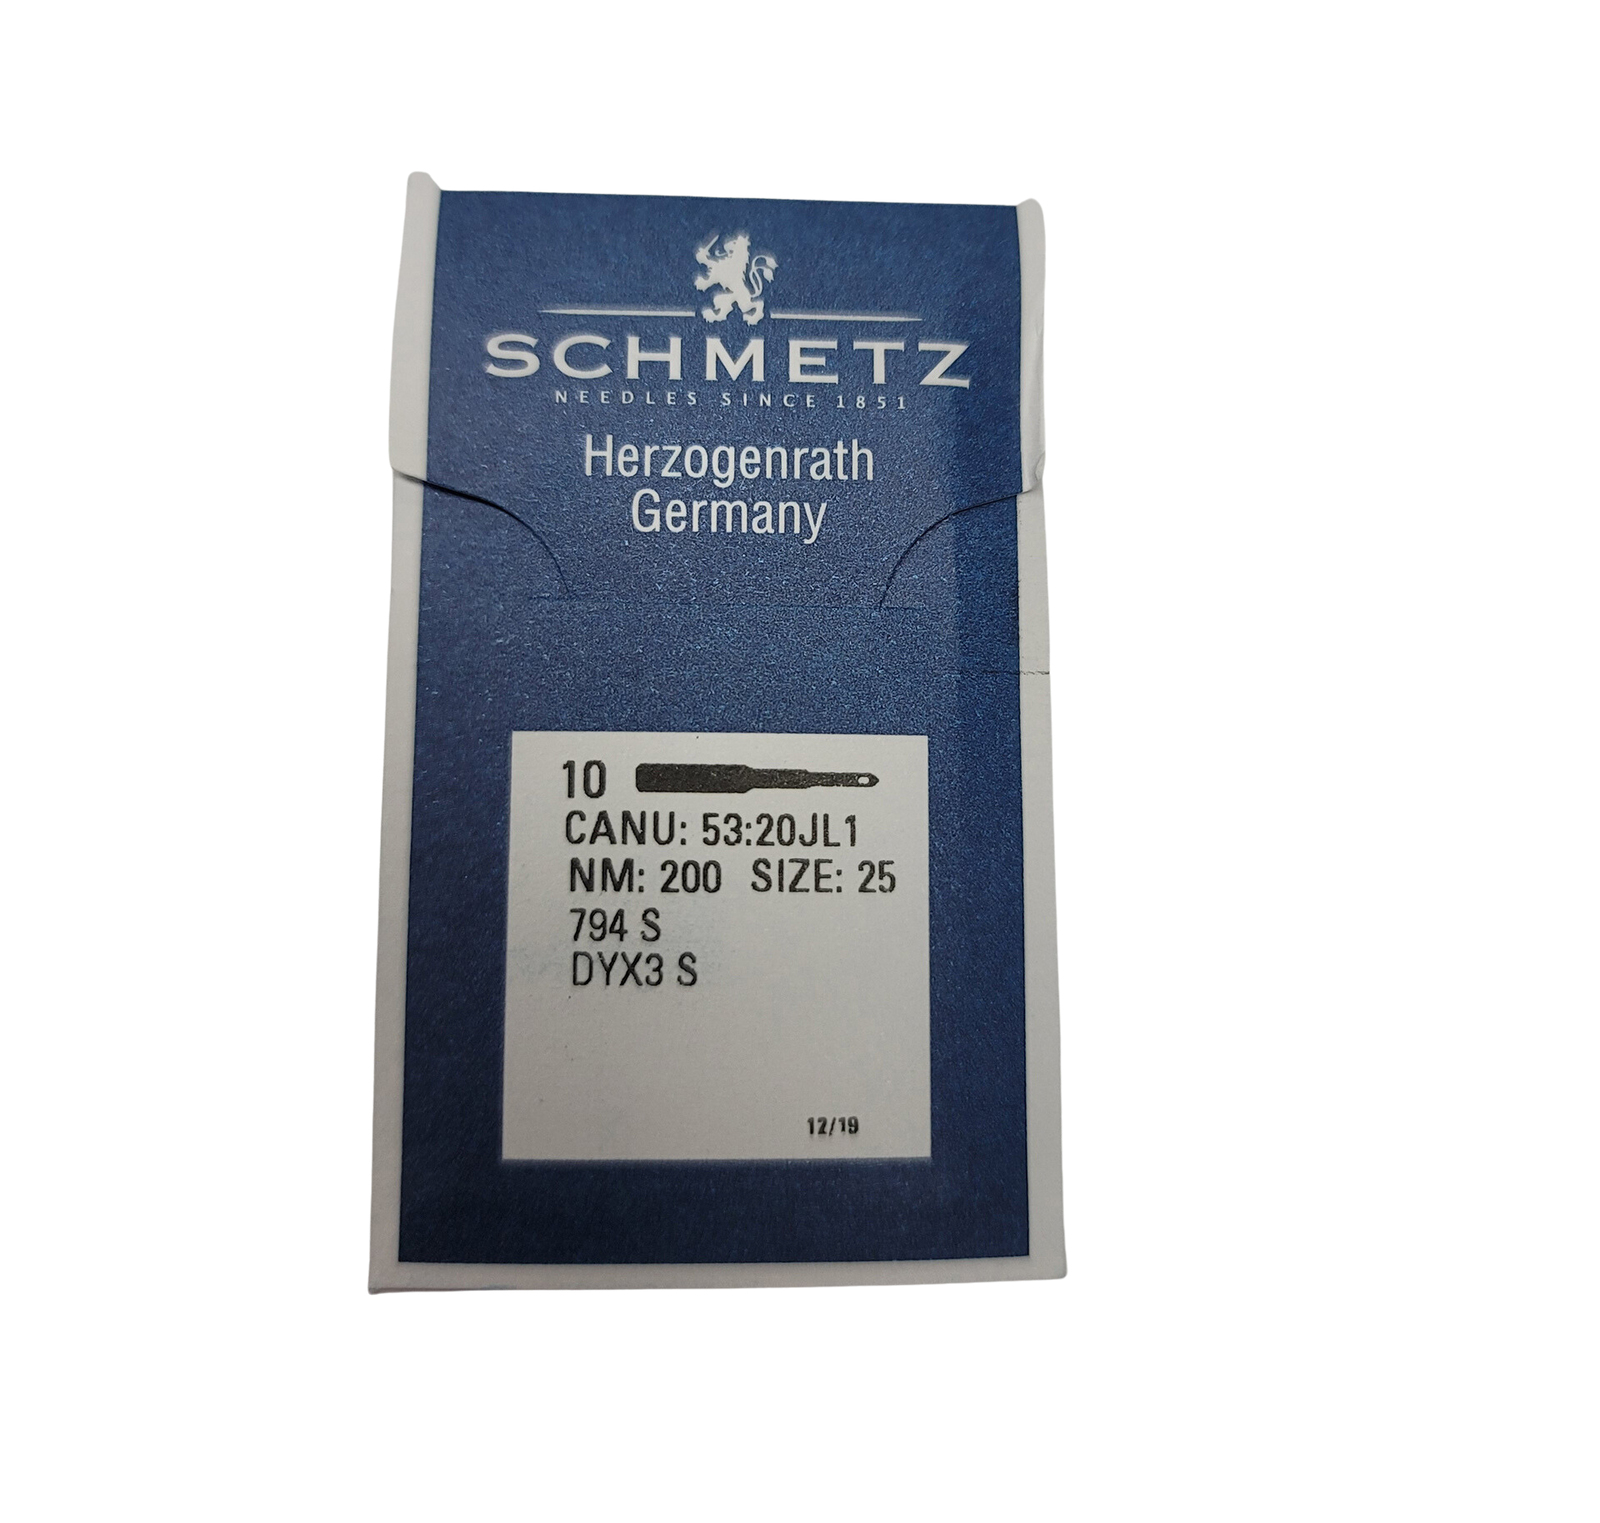 SCHMETZ
NEEDLES SINCE 1851
Herzogenrath
Germany
10
CANU: 53:20JL1
NM: 200 SIZE: 25
794 S
DYX3 S
12/19